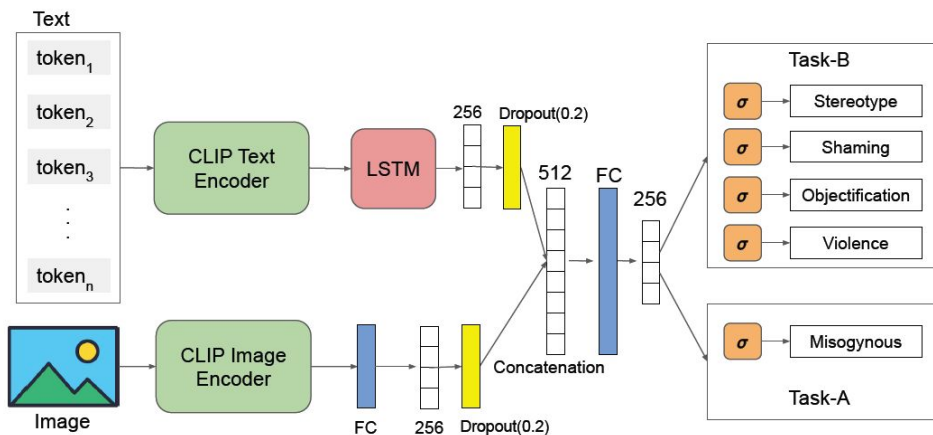 Text
token1
token2
token3
.
.
.
tokenn
CLIP Text
Encoder
LSTM
256
Dropout(0.2)
512
FC
256
Concatenation
Image
CLIP Image
Encoder
FC
256
Dropout(0.2)
Task-B
σ
Stereotype
σ
Shaming
σ
Objectification
σ
Violence
σ
Misogynous
Task-A